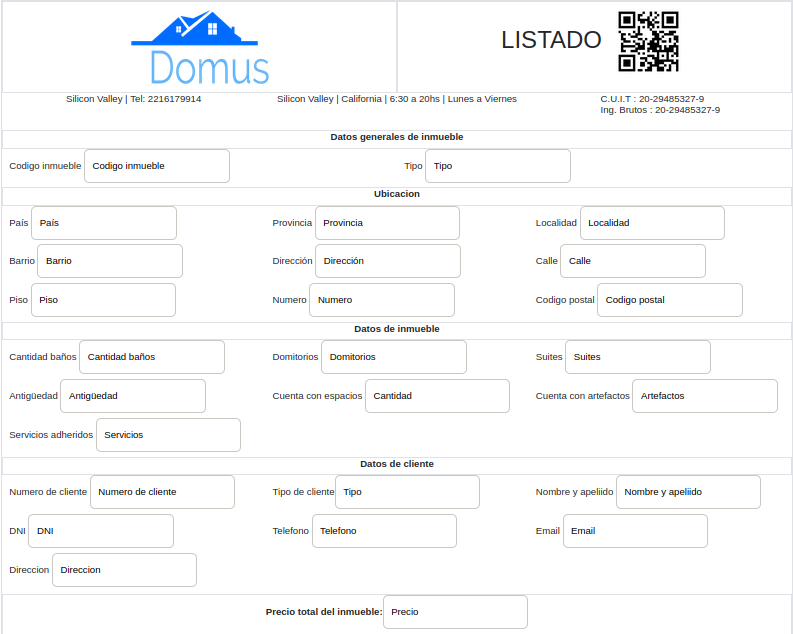 Domus
LISTADO
Silicon Valley | Tel: 2216179914
Silicon Valley | California | 6:30 a 20hs | Lunes a Viernes
C.U.I.T : 20-29485327-9
Ing. Brutos : 20-29485327-9
Datos generales de inmueble
Codigo inmueble Codigo inmueble Tipo Tipo
Ubicacion
País País Provincia Provincia Localidad Localidad
Barrio Barrio Dirección Dirección Calle Calle
Piso Piso Numero Numero Codigo postal Codigo postal
Datos de inmueble
Cantidad baños Cantidad baños Domitorios Domitorios Suites Suites
Antigüedad Antigüedad Cuenta con espacios Cantidad Cuenta con artefactos Artefactos
Servicios adheridos Servicios
Datos de cliente
Numero de cliente Numero de cliente Tipo de cliente Tipo Nombre y apeliido Nombre y apeliido
DNI DNI Telefono Telefono Email Email
Direccion Direccion
Precio total del inmueble: Precio